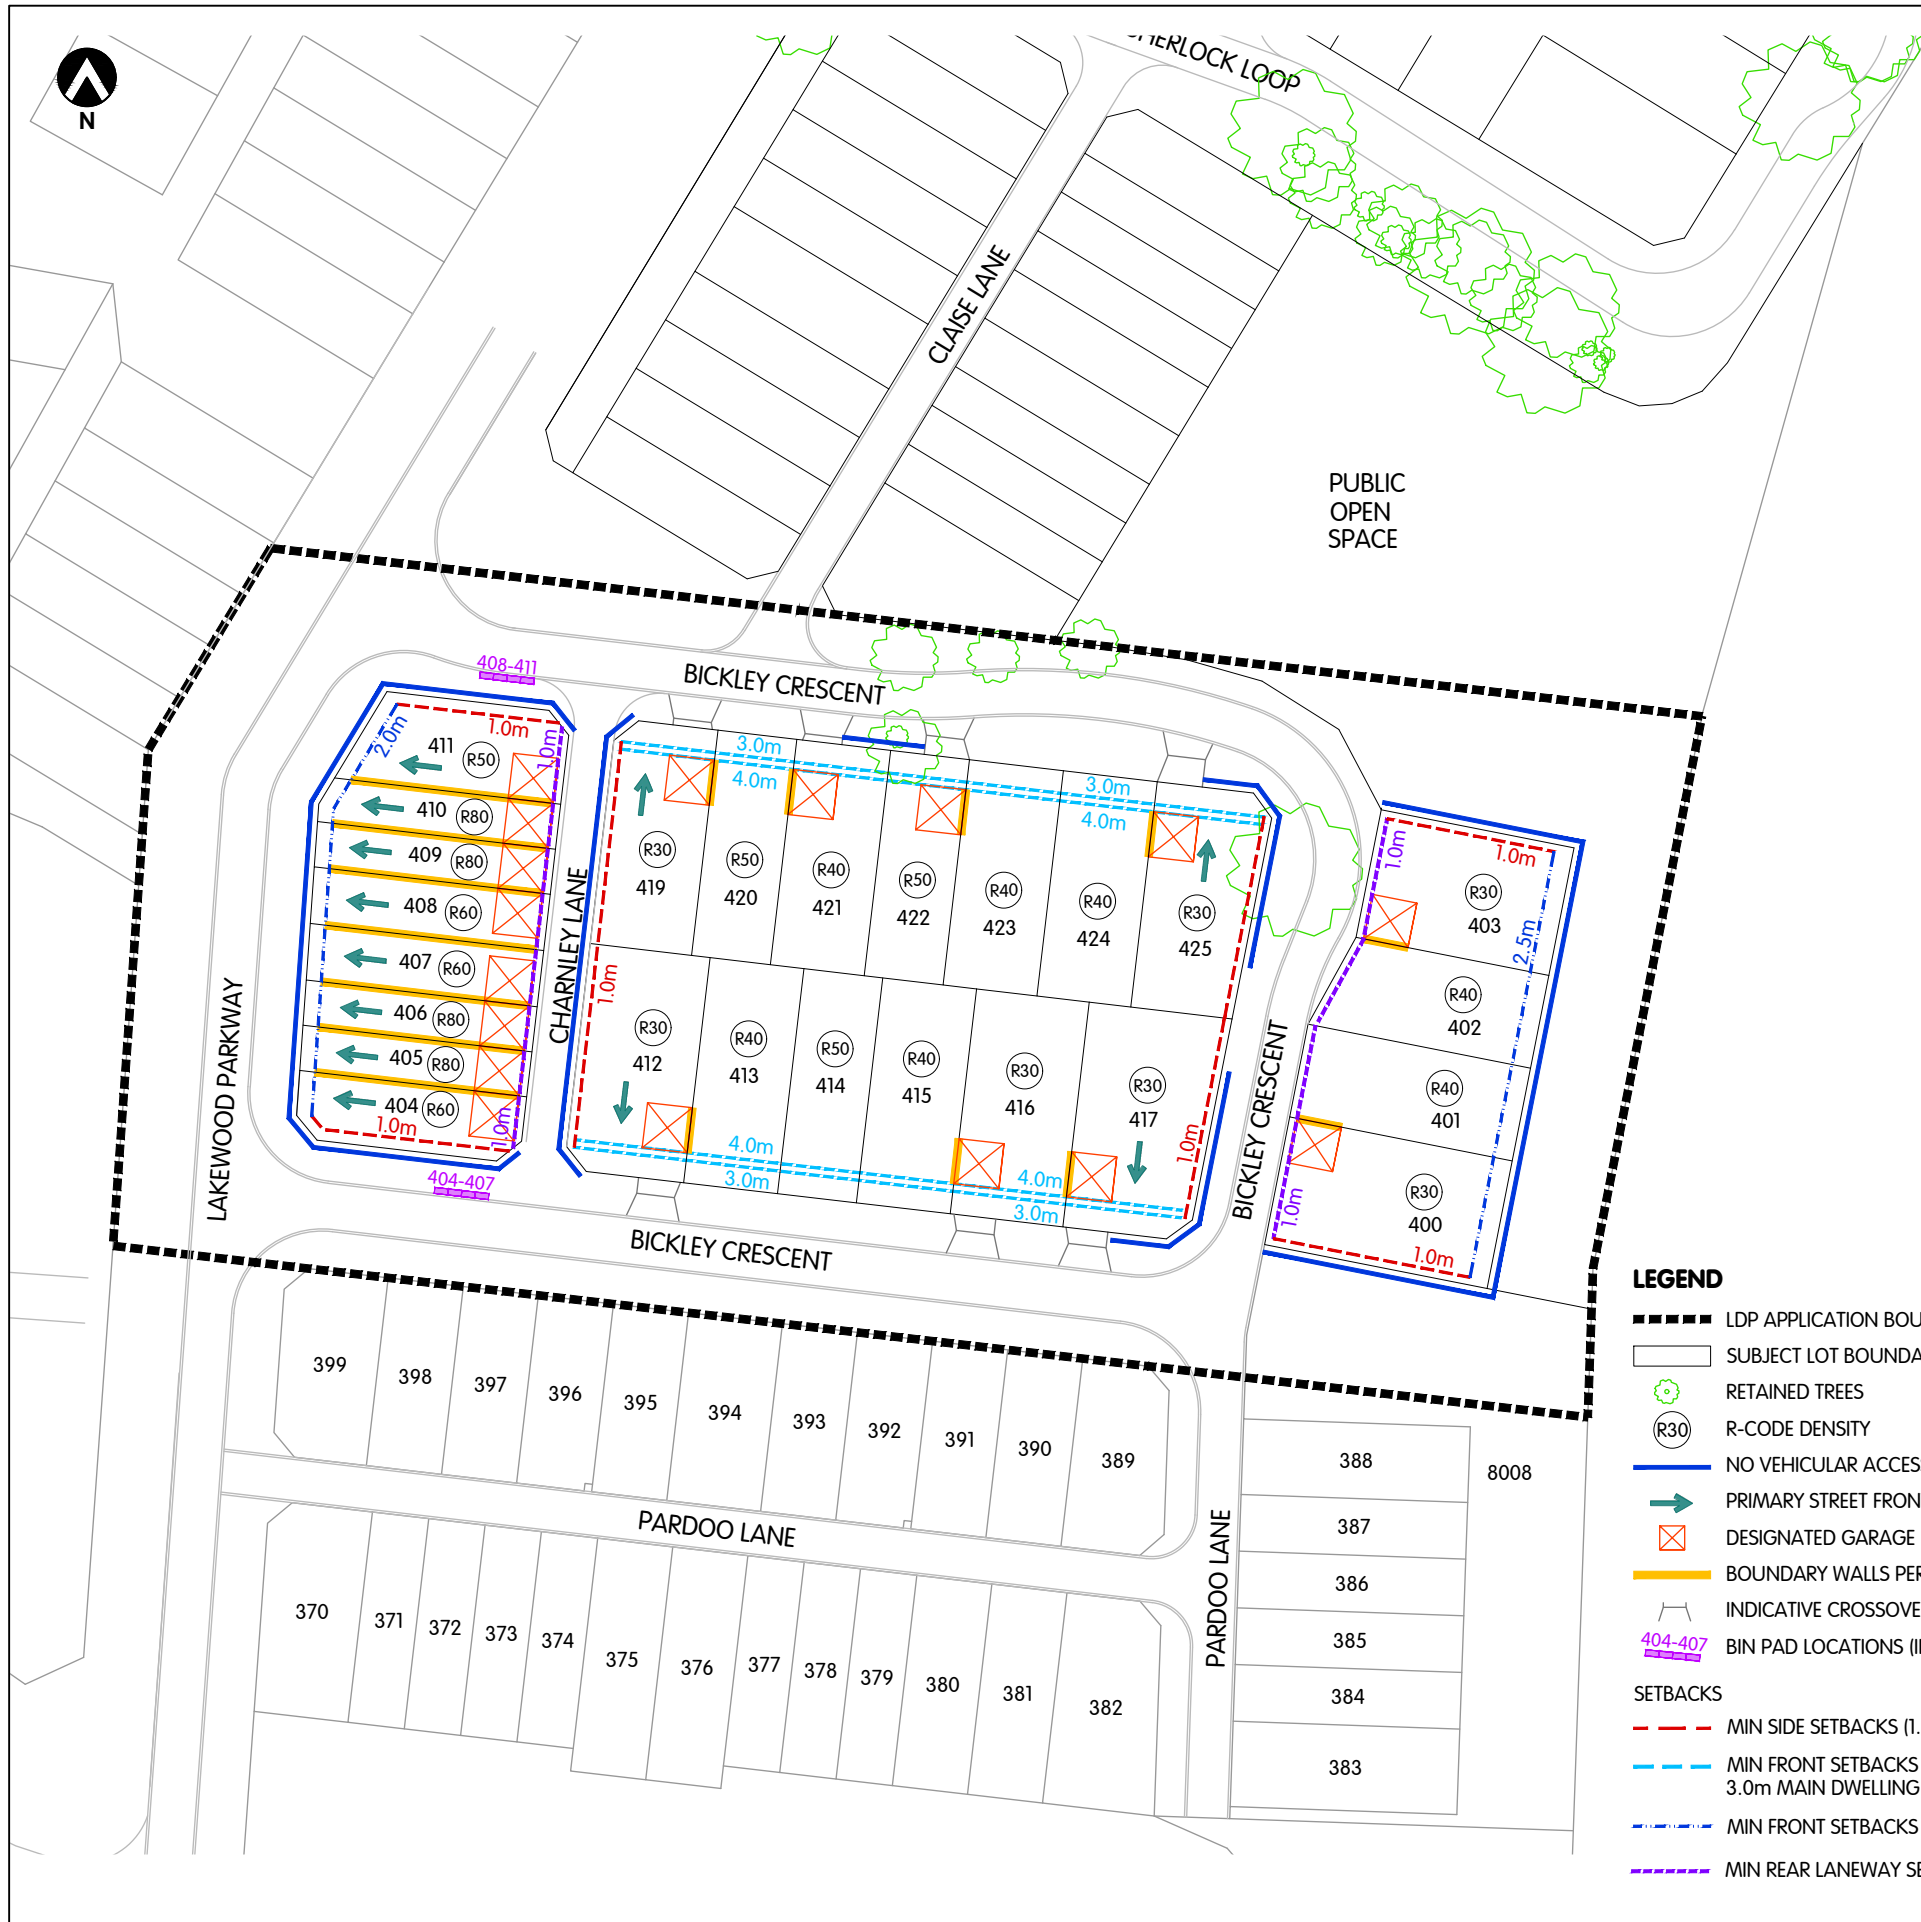 N
SHERLOCK LOOP
CLAISE LANE
PUBLIC
OPEN
SPACE
408-411
BICKLEY CRESCENT
2.0m
1.0m
1.0m
411 R50
410 R80
409 R80
408 R60
407 R60
406 R80
405 R80
404 R60
1.0m
1.0m
404-407
LAKEWOOD PARKWAY
CHARNLEY LANE
3.0m
4.0m
3.0m
4.0m
R30
419
R50
420
R40
421
R50
422
R40
423
R40
424
R30
425
1.0m
R30
412
R40
413
R50
414
R40
415
R30
416
R30
417
1.0m
4.0m
3.0m
4.0m
3.0m
BICKLEY CRESCENT
BICKLEY CRESCENT
1.0m
1.0m
R30
403
2.5m
R40
402
R40
401
R30
400
1.0m
1.0m
399
398
397
396
395
394
393
392
391
390
389
PARDOO LANE
370
371
372
373
374
375
376
377
378
379
380
381
382
PARDOO LANE
388
8008
387
386
385
384
383
LEGEND
LDP APPLICATION BOU
SUBJECT LOT BOUNDA
RETAINED TREES
R30 R-CODE DENSITY
NO VEHICULAR ACCES
PRIMARY STREET FRON
DESIGNATED GARAGE
BOUNDARY WALLS PER
INDICATIVE CROSSOVE
404-407 BIN PAD LOCATIONS (I
SETBACKS
MIN SIDE SETBACKS (1.
MIN FRONT SETBACKS
3.0m MAIN DWELLING
MIN FRONT SETBACKS
MIN REAR LANEWAY SE